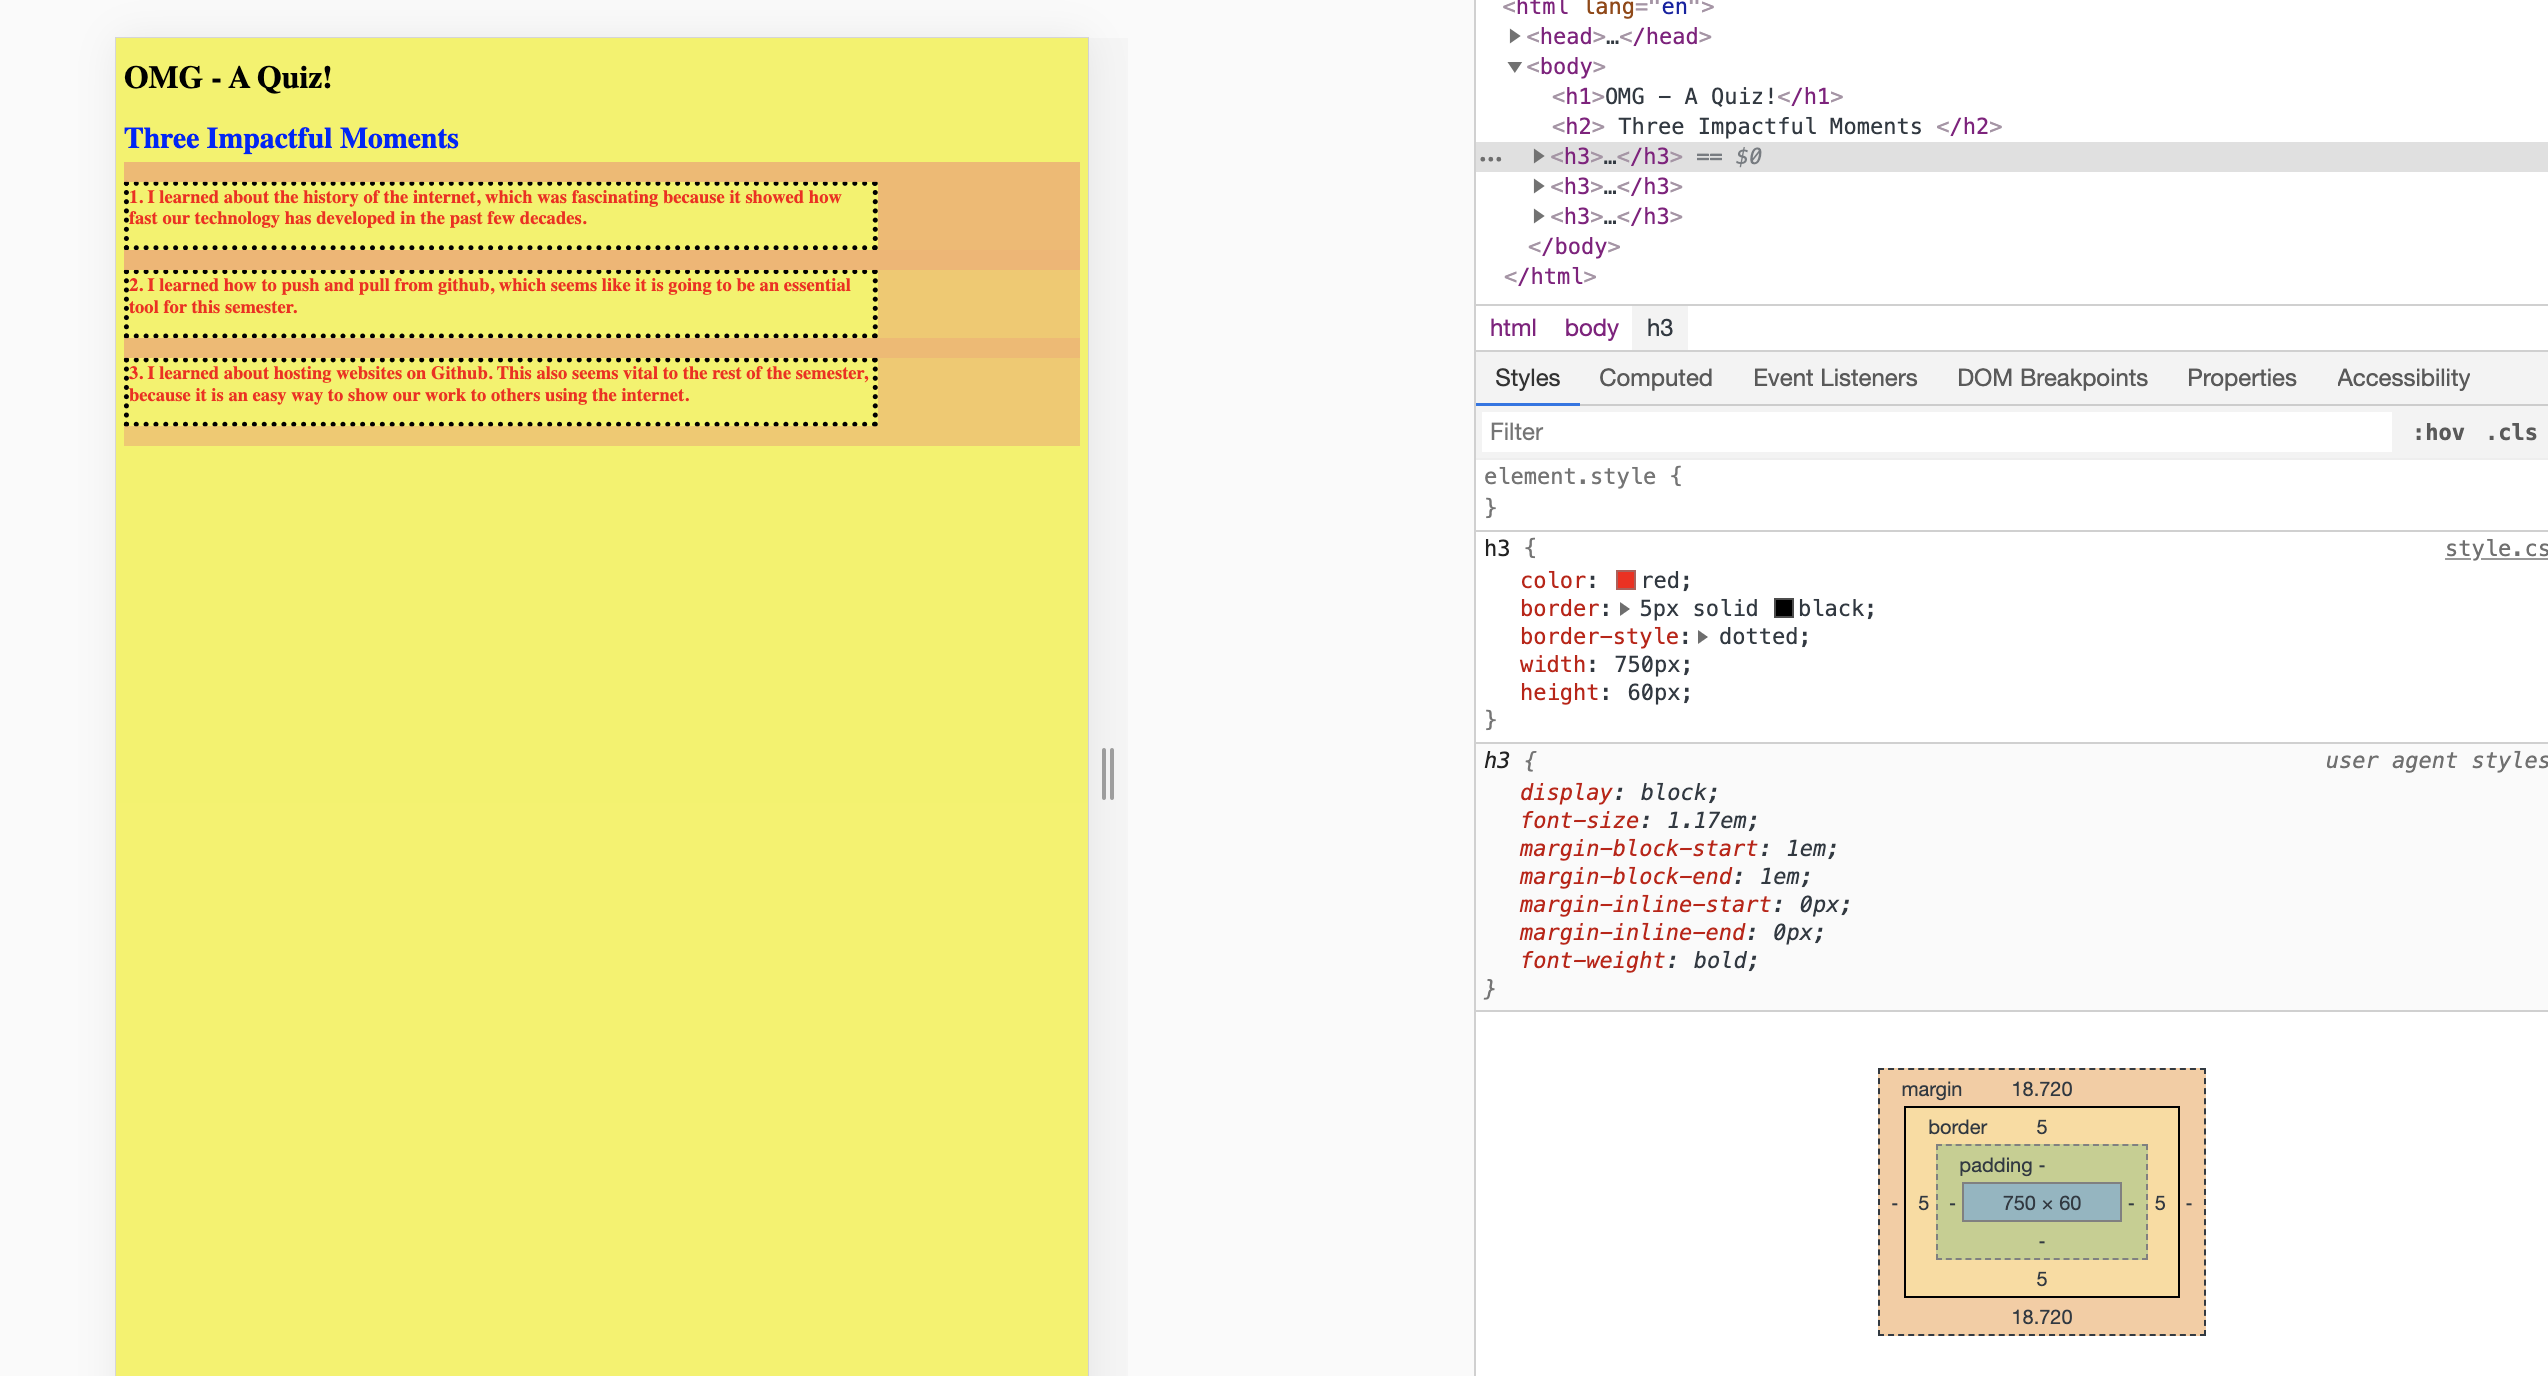 OMG - A Quiz!
Three Impactful Moments
1. I learned about the history of the internet, which was fascinating because it showed how
fast our technology has developed in the past few decades.
2. I learned how to push and pull from github, which seems like it is going to be an essential
tool for this semester.
3. I learned about hosting websites on Github. This also seems vital to the rest of the semester,
because it is an easy way to show our work to others using the internet.
<html lang="en">
▶<head>…</head>
▼<body>
<h1>OMG - A Quiz!</h1>
<h2> Three Impactful Moments </h2>
… ▶<h3>…</h3> == $0
▶<h3>…</h3>
▶<h3>…</h3>
</body>
</html>
html body h3
Styles Computed Event Listeners DOM Breakpoints Properties Accessibility
Filter :hov .cls
element.style {
}
h3 { style.cs
color: red;
border:▶ 5px solid black;
border-style:▶ dotted;
width: 750px;
height: 60px;
}
h3 { user agent styles
display: block;
font-size: 1.17em;
margin-block-start: 1em;
margin-block-end: 1em;
margin-inline-start: 0px;
margin-inline-end: 0px;
font-weight: bold;
}
margin 18.720
border 5
padding -
- 5 - 750 × 60 - 5 -
-
5
18.720